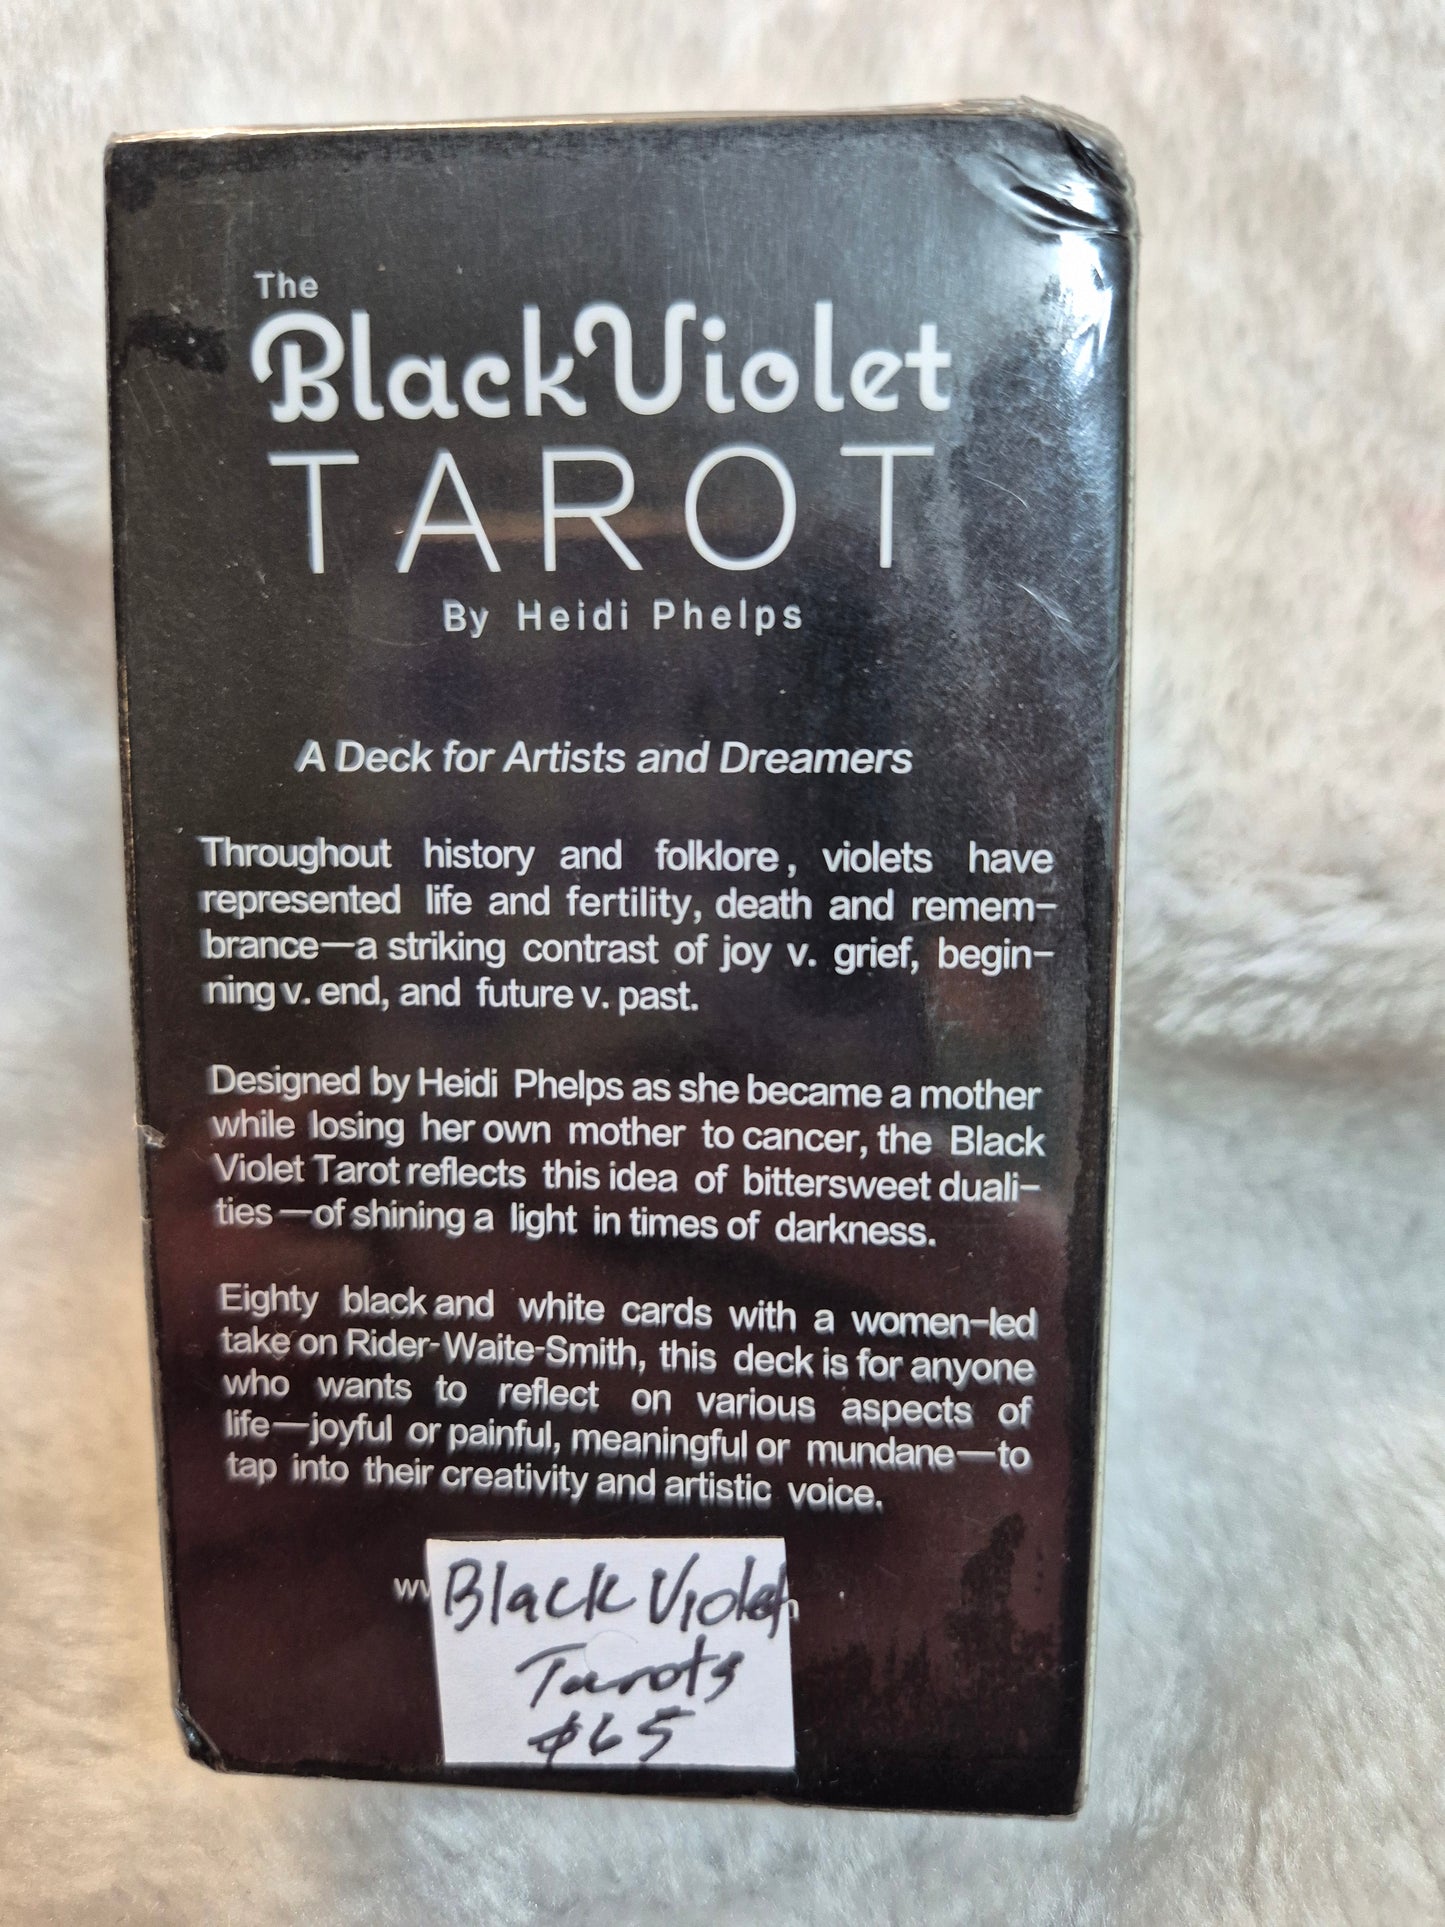 The
Black Violet
TAROT
By Heidi Phelps
A Deck for Artists and Dreamers
Throughout history and folklore, violets have
represented life and fertility, death and remem-
brance—a striking contrast of joy v. grief, begin-
ning v. end, and future v. past.
Designed by Heidi Phelps as she became a mother
while losing her own mother to cancer, the Black
Violet Tarot reflects this idea of bittersweet duali-
ties—of shining a light in times of darkness.
Eighty black and white cards with a women-led
take on Rider-Waite-Smith, this deck is for anyone
who wants to reflect on various aspects of
life—joyful or painful, meaningful or mundane—to
tap into their creativity and artistic voice.
Black Violet
Tarots
$65